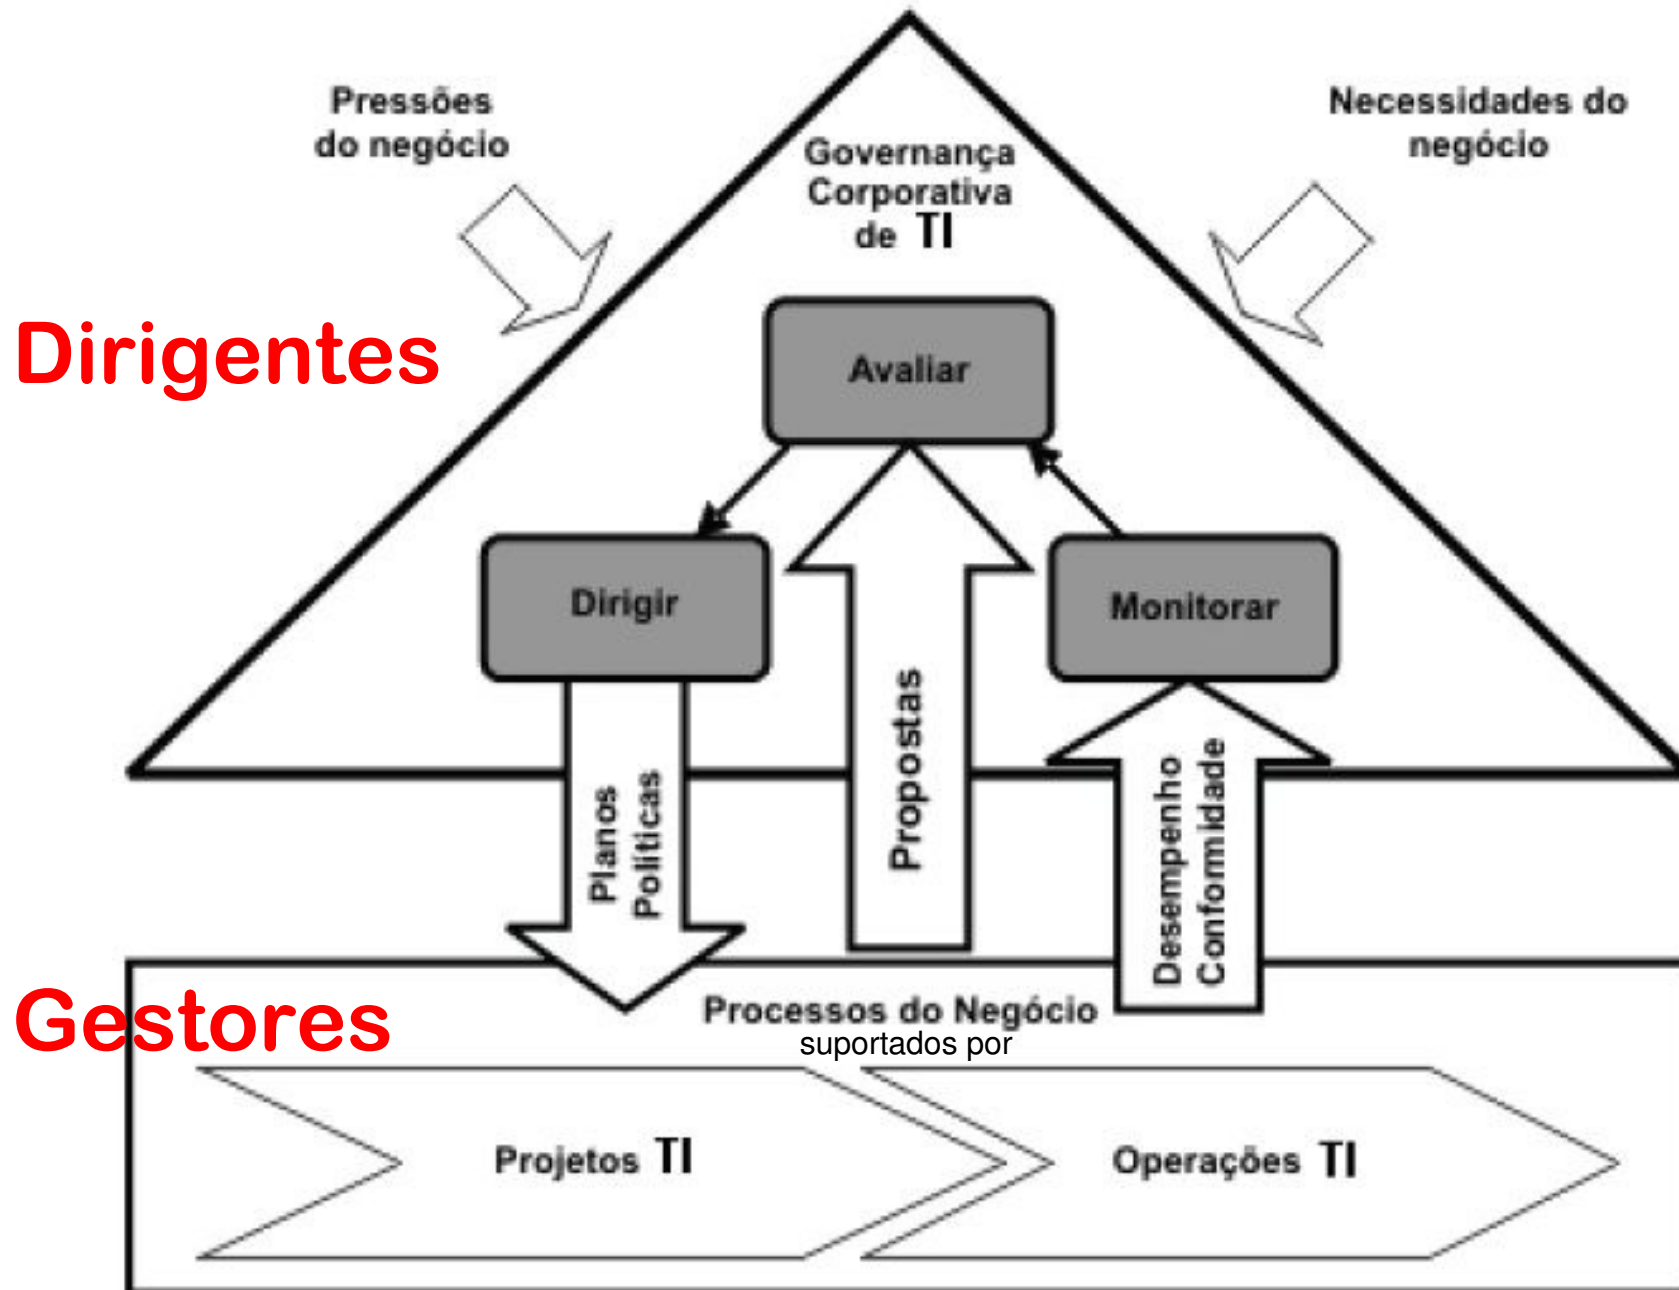 Pressões
do negócio
Necessidades do
negócio
Governança
Corporativa
de TI
Dirigentes
Avaliar
Dirigir
Monitorar
Planos
Políticas
Propostas
Desempenho
Conformidade
Gestores
Processos do Negócio
suportados por
Projetos TI
Operações TI